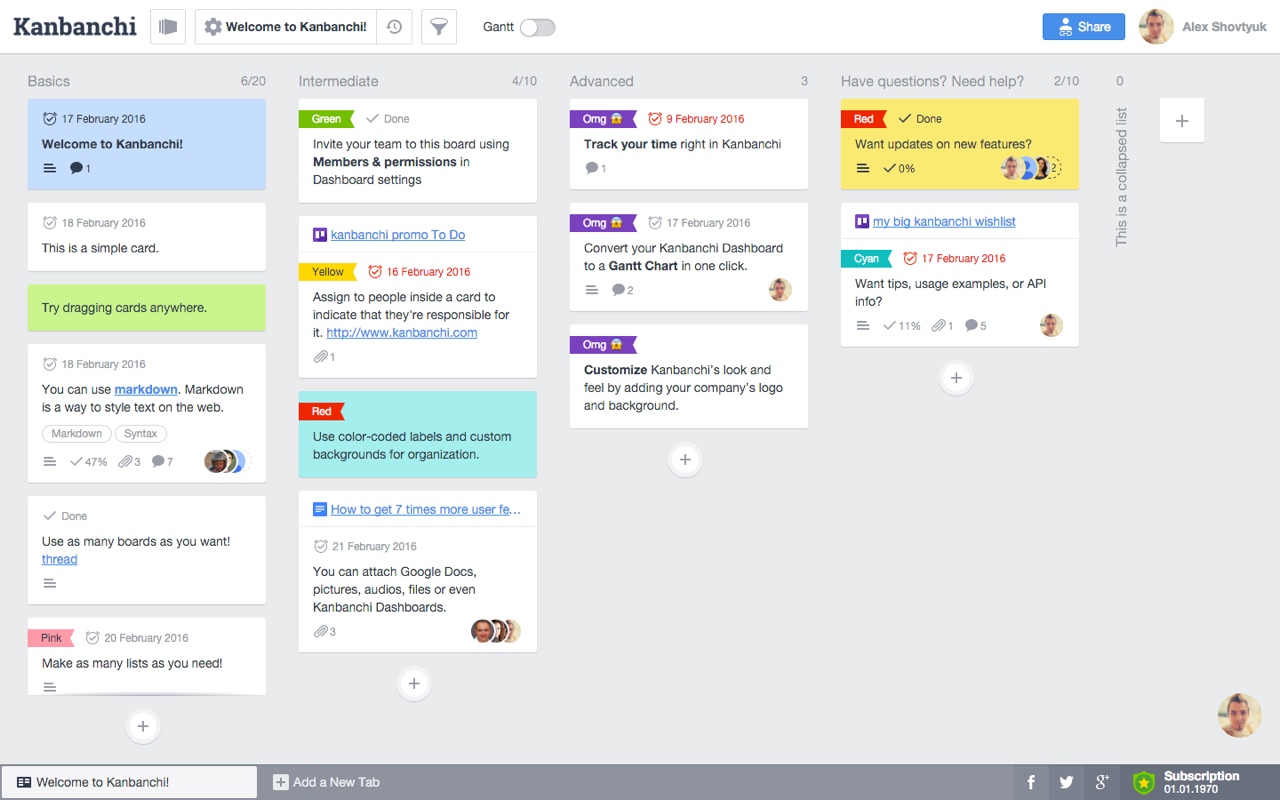 Kanbanchi
Welcome to Kanbanchi!
Gantt
Share
Alex Shovtyuk
Basics 6/20
17 February 2016
Welcome to Kanbanchi!
1
18 February 2016
This is a simple card.
Try dragging cards anywhere.
18 February 2016
You can use markdown. Markdown
is a way to style text on the web.
Markdown Syntax
47% 3 7
Done
Use as many boards as you want!
thread
Pink 20 February 2016
Make as many lists as you need!
Intermediate 4/10
Green Done
Invite your team to this board using
Members & permissions in
Dashboard settings
kanbanchi promo To Do
Yellow 16 February 2016
Assign to people inside a card to
indicate that they're responsible for
it. http://www.kanbanchi.com
1
Red
Use color-coded labels and custom
backgrounds for organization.
How to get 7 times more user fe...
21 February 2016
You can attach Google Docs,
pictures, audios, files or even
Kanbanchi Dashboards.
3
Advanced 3
Omg 😱 9 February 2016
Track your time right in Kanbanchi
1
Omg 😱 17 February 2016
Convert your Kanbanchi Dashboard
to a Gantt Chart in one click.
2
Omg 😱
Customize Kanbanchi's look and
feel by adding your company's logo
and background.
Have questions? Need help? 2/10
Red Done
Want updates on new features?
0% 2
my big kanbanchi wishlist
Cyan 17 February 2016
Want tips, usage examples, or API
info?
11% 1 5
0
This is a collapsed list
Welcome to Kanbanchi!
Add a New Tab
Subscription
01.01.1970